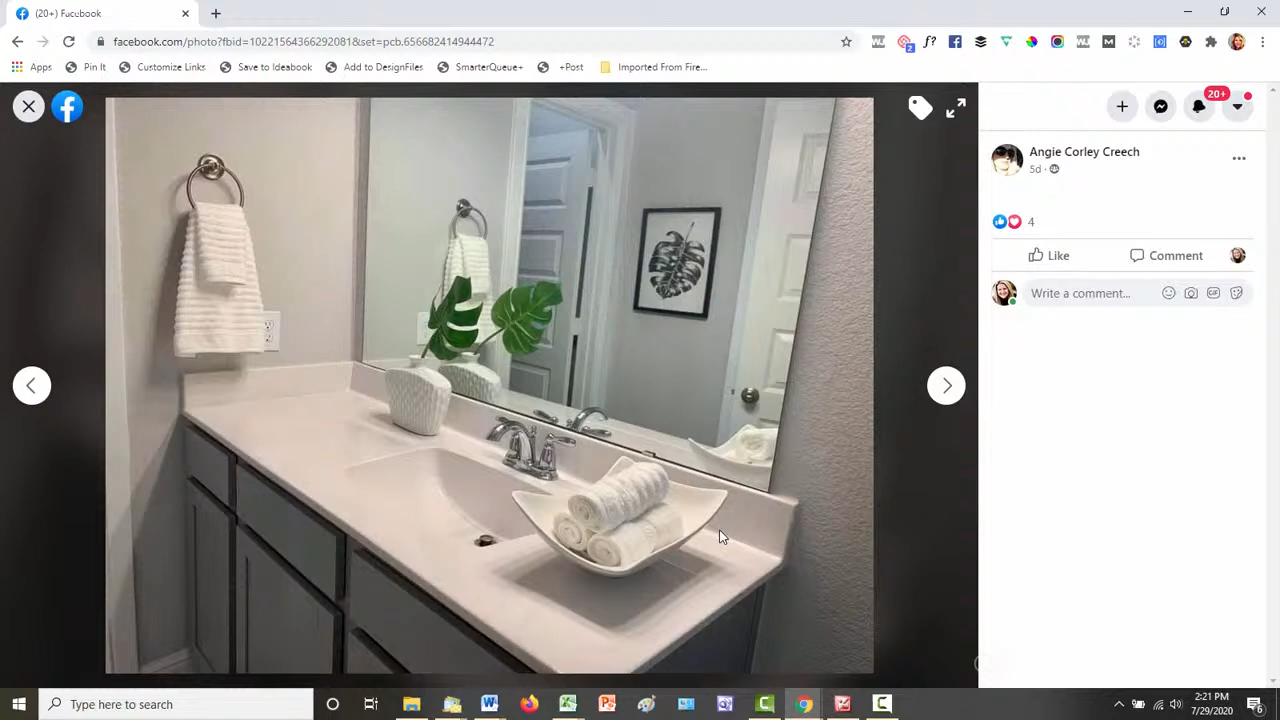 (20+) Facebook
facebook.com/photo?fbid=10221564366292081&set=pcb.656682414944472
Apps
Pin It
Customize Links
Save to Ideabook
Add to DesignFiles
SmarterQueue+
+Post
Imported From Fire...
20+
Angie Corley Creech
5d
4
Like
Comment
Write a comment...
Type here to search
2:21 PM
7/29/2020